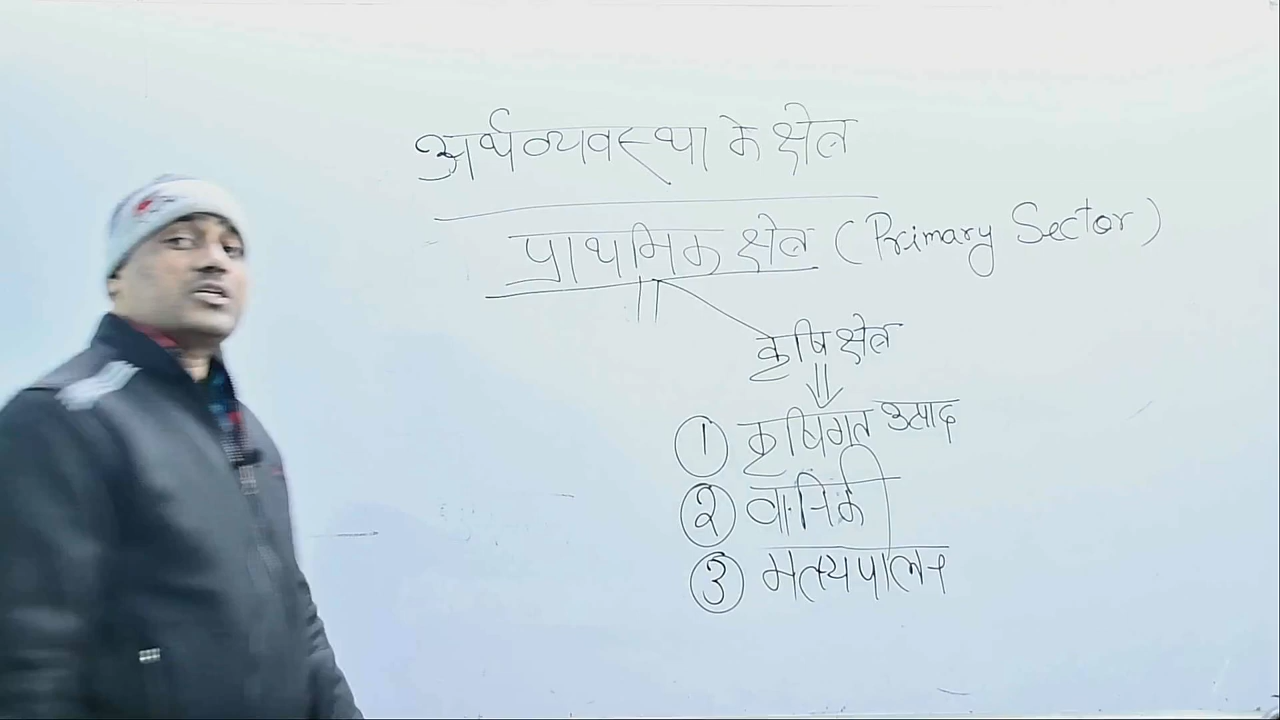 अर्थव्यवस्था के क्षेत्र
प्राथमिक क्षेत्र (Primary Sector)
कृषि क्षेत्र
① कृषिगत उत्पाद
② वानिकी
③ मत्स्यपालन